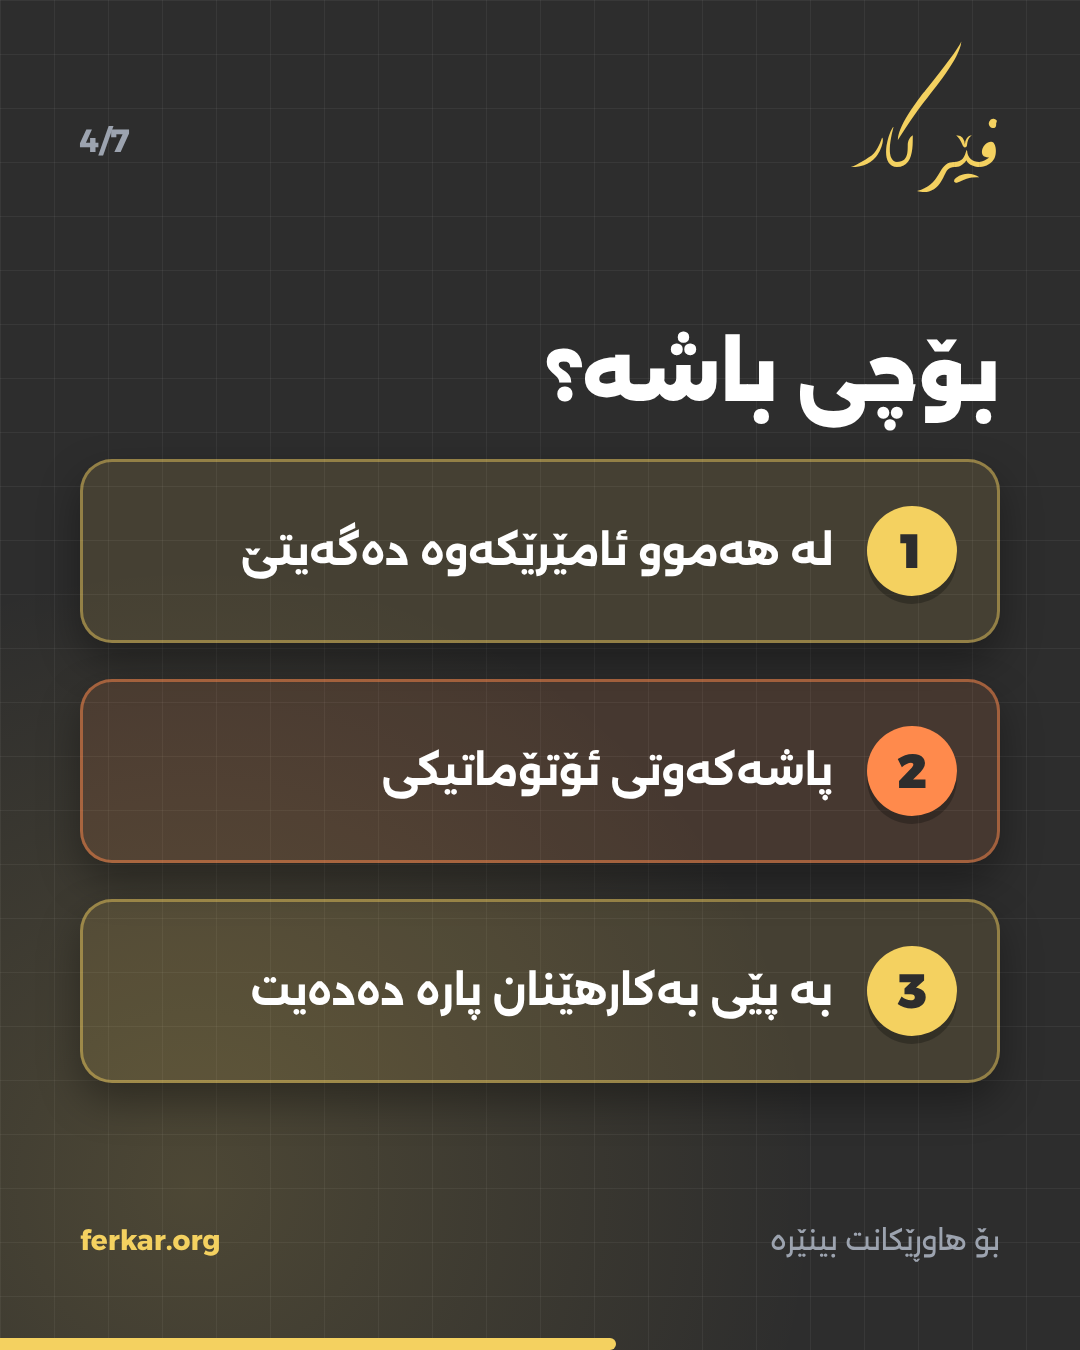 فێرکار
4/7
بۆچی باشە؟
1
لە هەموو ئامێرێکەوە دەگەیتێ
2
پاشەکەوتی ئۆتۆماتیکی
3
بە پێی بەکارهێنان پارە دەدەیت
بۆ هاوڕێکانت بینێرە
ferkar.org